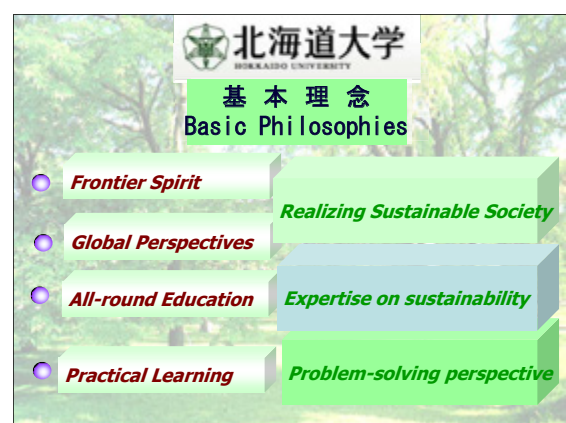 北海道大学
HOKKAIDO UNIVERSITY
基 本 理 念
Basic Philosophies
Frontier Spirit
Realizing Sustainable Society
Global Perspectives
All-round Education
Expertise on sustainability
Practical Learning
Problem-solving perspective